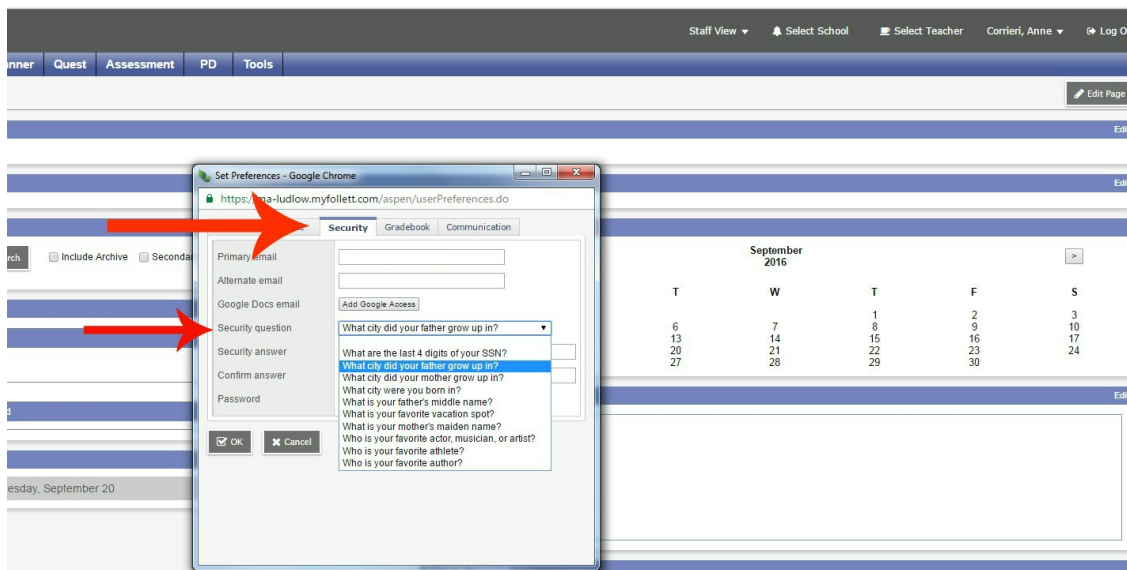 Staff View ▼ Select School Select Teacher Corrieri, Anne ▼ Log O
nner Quest Assessment PD Tools
Edit Page
Edi
Edi
Set Preferences - Google Chrome
https:/ma-ludlow.myfollett.com/aspen/userPreferences.do
Security Gradebook Communication
rch Include Archive Seconda
Primary email
Alternate email
Google Docs email Add Google Access
Security question What city did your father grow up in? ▼
Security answer
Confirm answer
Password
What are the last 4 digits of your SSN?
What city did your father grow up in?
What city did your mother grow up in?
What city were you born in?
What is your father's middle name?
What is your favorite vacation spot?
What is your mother's maiden name?
Who is your favorite actor, musician, or artist?
Who is your favorite athlete?
Who is your favorite author?
OK Cancel
d
esday, September 20
September
2016
>
T W T F S
1 2 3
6 7 8 9 10
13 14 15 16 17
20 21 22 23 24
27 28 29 30
Edi